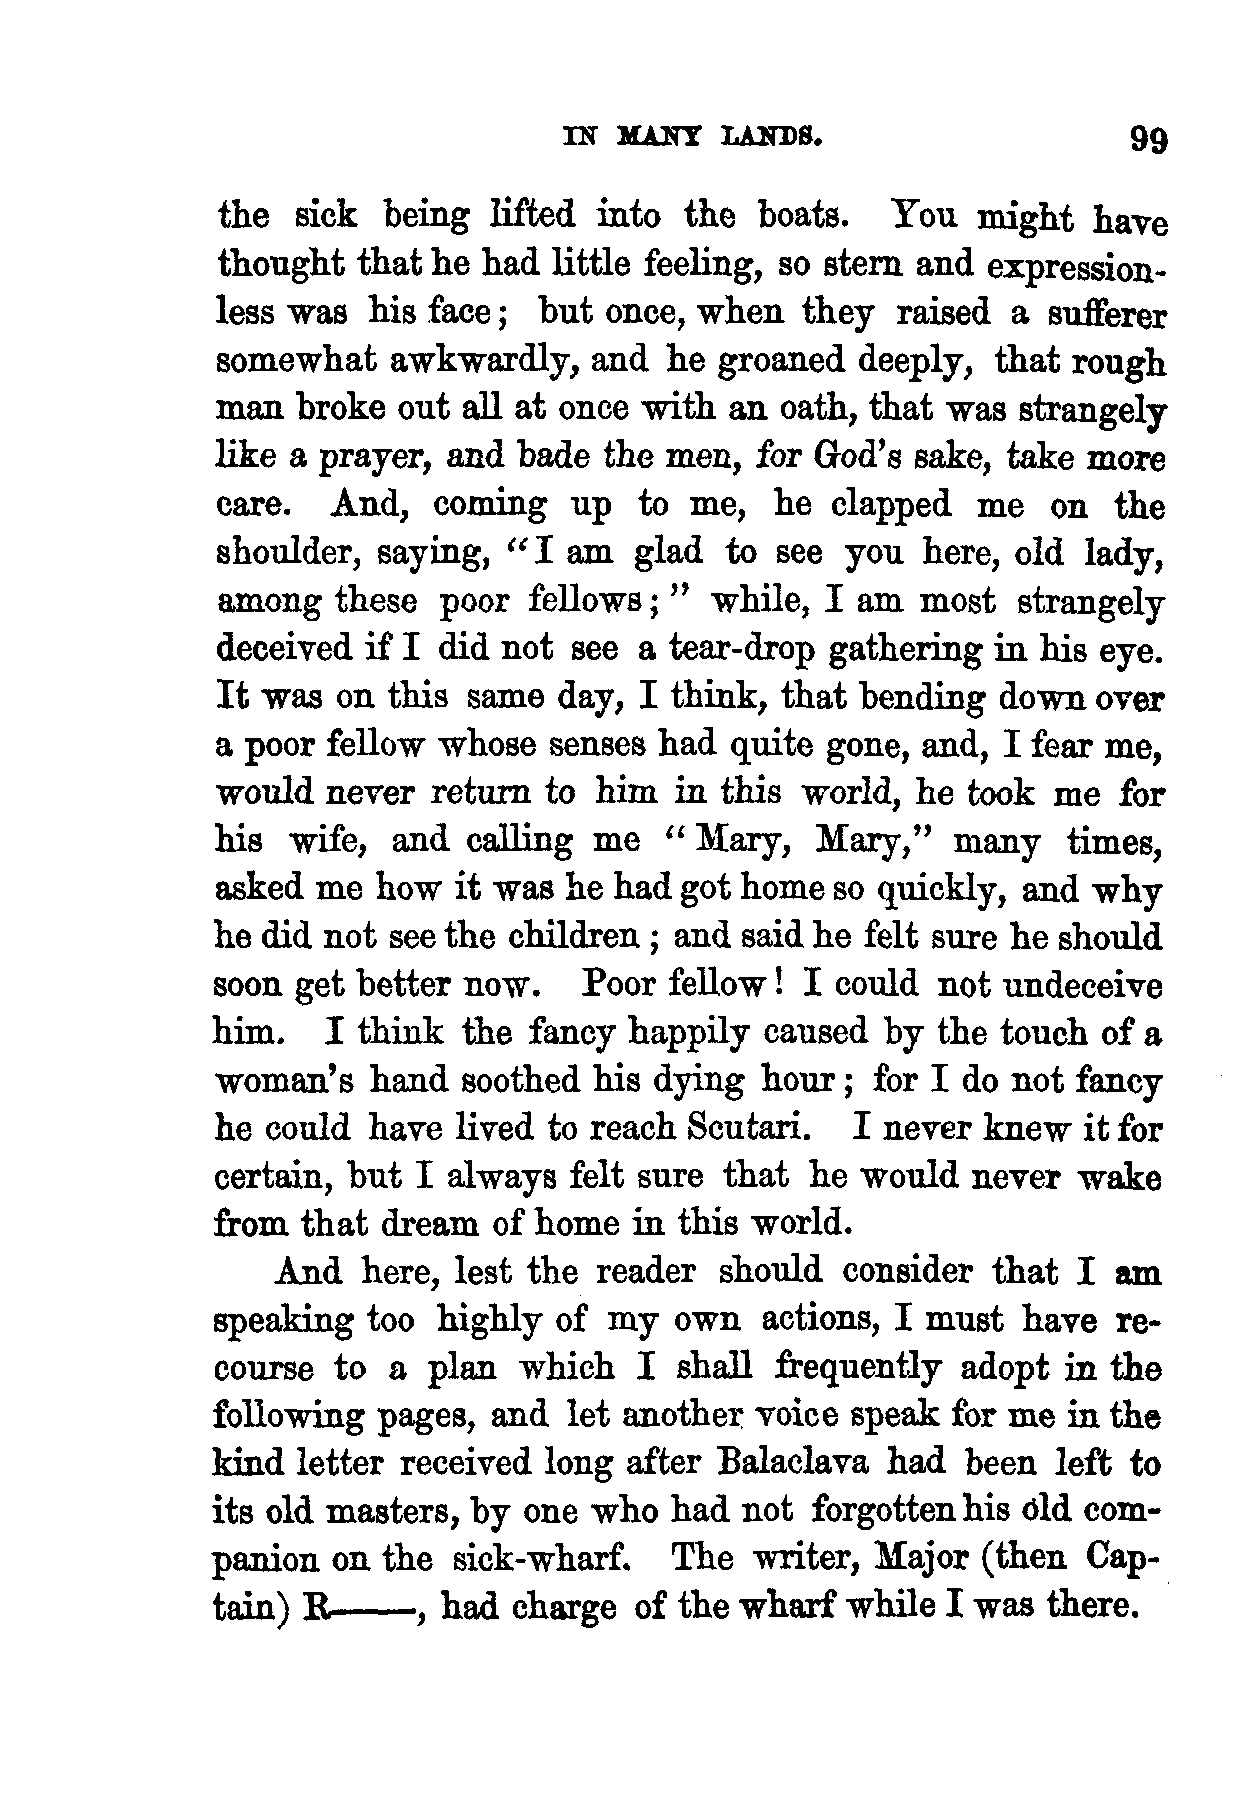 IN MANY LANDS. 99
the sick being lifted into the boats. You might have
thought that he had little feeling, so stern and expression-
less was his face; but once, when they raised a sufferer
somewhat awkwardly, and he groaned deeply, that rough
man broke out all at once with an oath, that was strangely
like a prayer, and bade the men, for God's sake, take more
care. And, coming up to me, he clapped me on the
shoulder, saying, "I am glad to see you here, old lady,
among these poor fellows;" while, I am most strangely
deceived if I did not see a tear-drop gathering in his eye.
It was on this same day, I think, that bending down over
a poor fellow whose senses had quite gone, and, I fear me,
would never return to him in this world, he took me for
his wife, and calling me "Mary, Mary," many times,
asked me how it was he had got home so quickly, and why
he did not see the children; and said he felt sure he should
soon get better now. Poor fellow! I could not undeceive
him. I think the fancy happily caused by the touch of a
woman's hand soothed his dying hour; for I do not fancy
he could have lived to reach Scutari. I never knew it for
certain, but I always felt sure that he would never wake
from that dream of home in this world.
And here, lest the reader should consider that I am
speaking too highly of my own actions, I must have re-
course to a plan which I shall frequently adopt in the
following pages, and let another voice speak for me in the
kind letter received long after Balaclava had been left to
its old masters, by one who had not forgotten his old com-
panion on the sick-wharf. The writer, Major (then Cap-
tain) R——, had charge of the wharf while I was there.